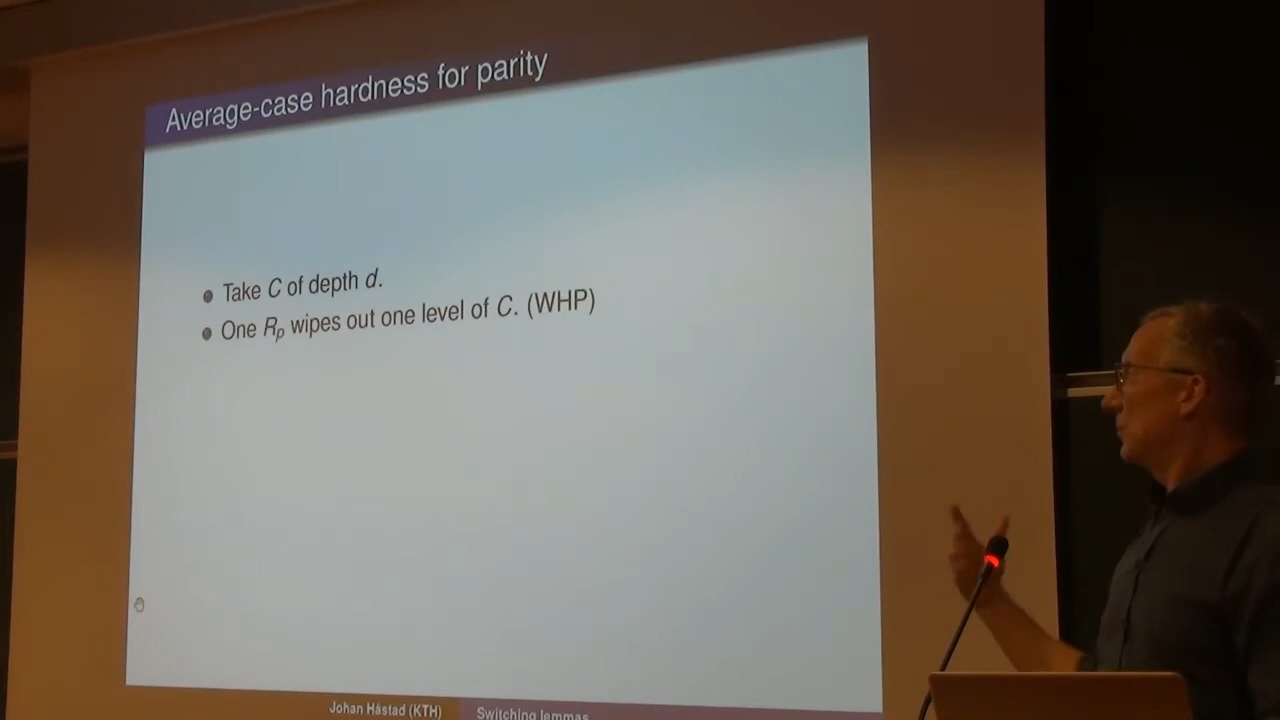 Average-case hardness for parity
Take C of depth d.
One Rρ wipes out one level of C. (WHP)
Johan Håstad (KTH)
Switching lemmas